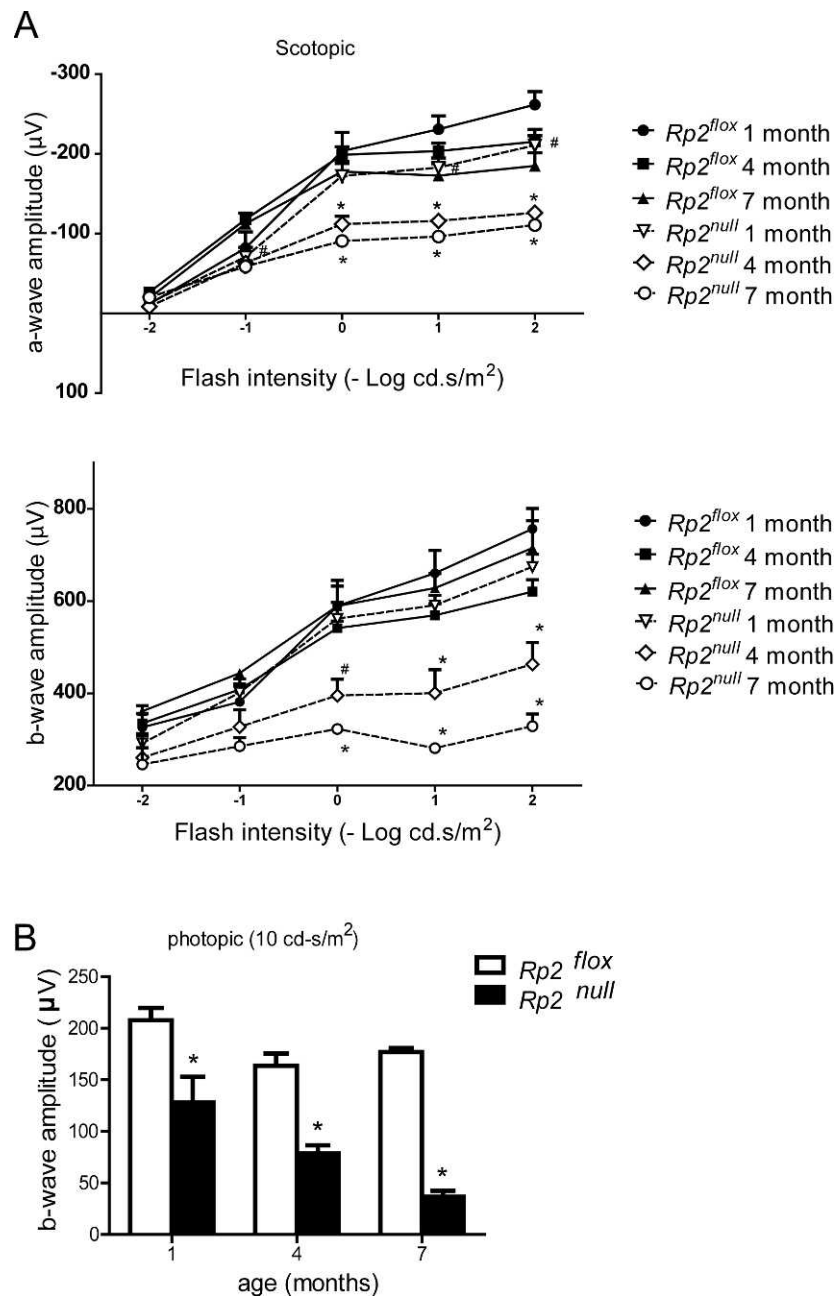 A
Scotopic
-300
-200
-100
100
a-wave amplitude (µV)
-2 -1 0 1 2
Flash intensity (- Log cd.s/m²)
# # #
* * *
* * *
Rp2flox 1 month
Rp2flox 4 month
Rp2flox 7 month
Rp2null 1 month
Rp2null 4 month
Rp2null 7 month
800
600
400
200
b-wave amplitude (µV)
-2 -1 0 1 2
Flash intensity (- Log cd.s/m²)
# * *
* * *
Rp2flox 1 month
Rp2flox 4 month
Rp2flox 7 month
Rp2null 1 month
Rp2null 4 month
Rp2null 7 month
B
photopic (10 cd-s/m²)
Rp2 flox
Rp2 null
250
200
150
100
50
0
b-wave amplitude ( µV)
* * *
1 4 7
age (months)